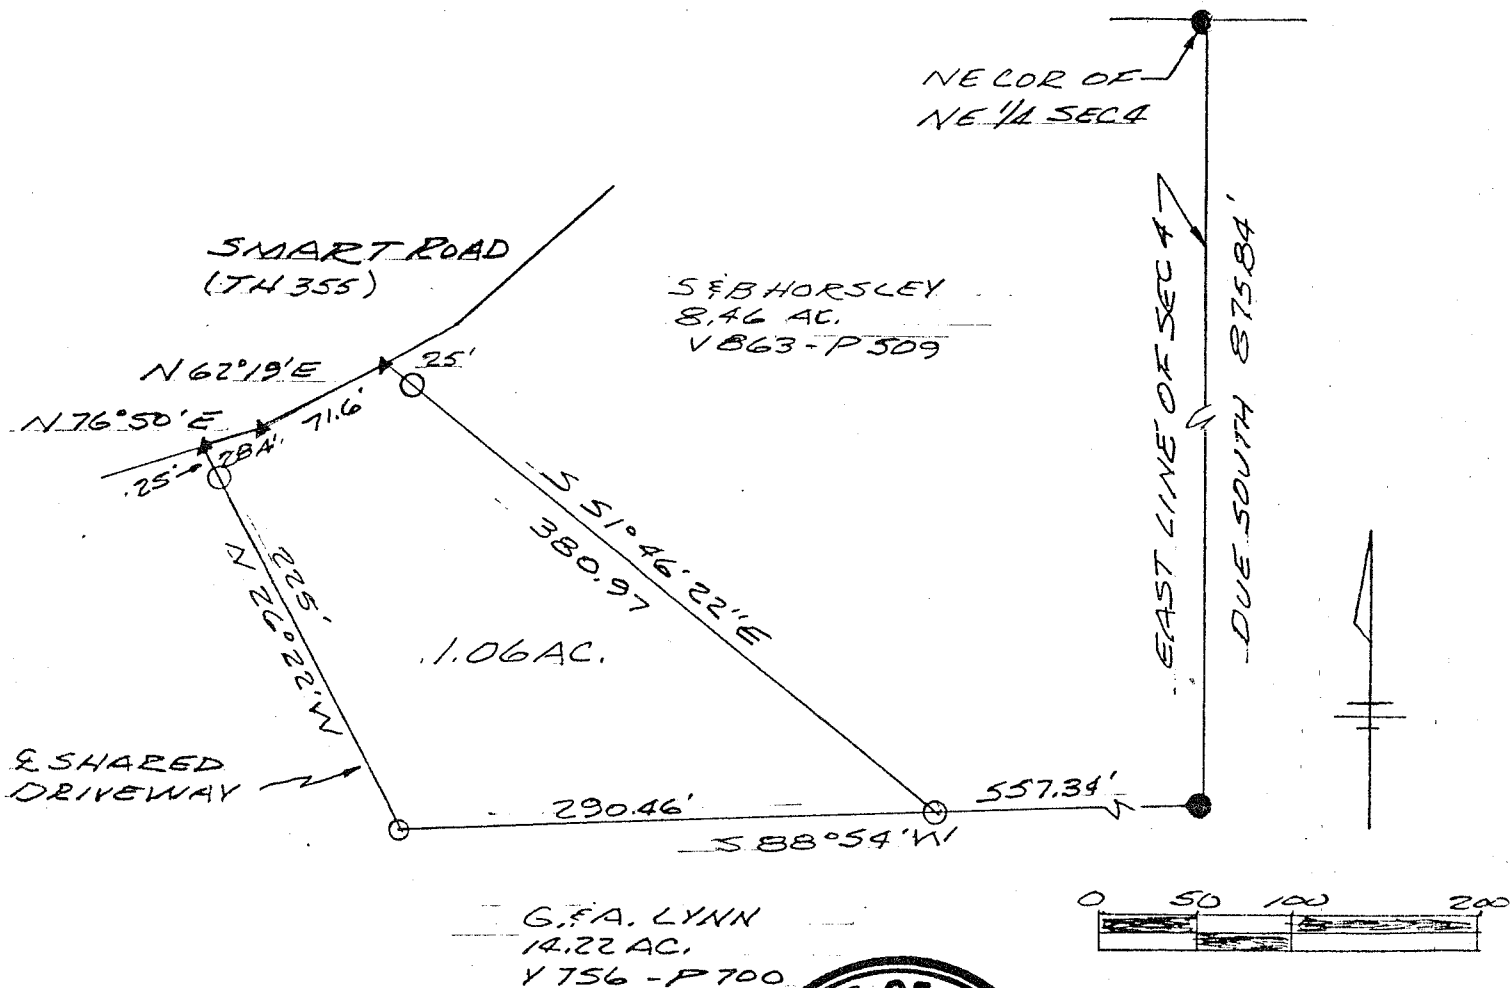 NE COR OF
NE 1/4 SEC 4
SMART ROAD
(TH 355)
S & B HORSLEY
8.46 AC.
V 863 - P 509
EAST LINE OF SEC 4
DUE SOUTH 875.84'
N 62°19' E
25'
71.6'
N 76°50' E
28.4'
25'
S 51°46'22" E
380.97
225'
N 26°22' W
1.06 AC.
℄ SHARED
DRIVEWAY
290.46'
557.34'
S 88°54' W
0 50 100 200
G. & A. LYNN
14.22 AC.
V 756 - P 700